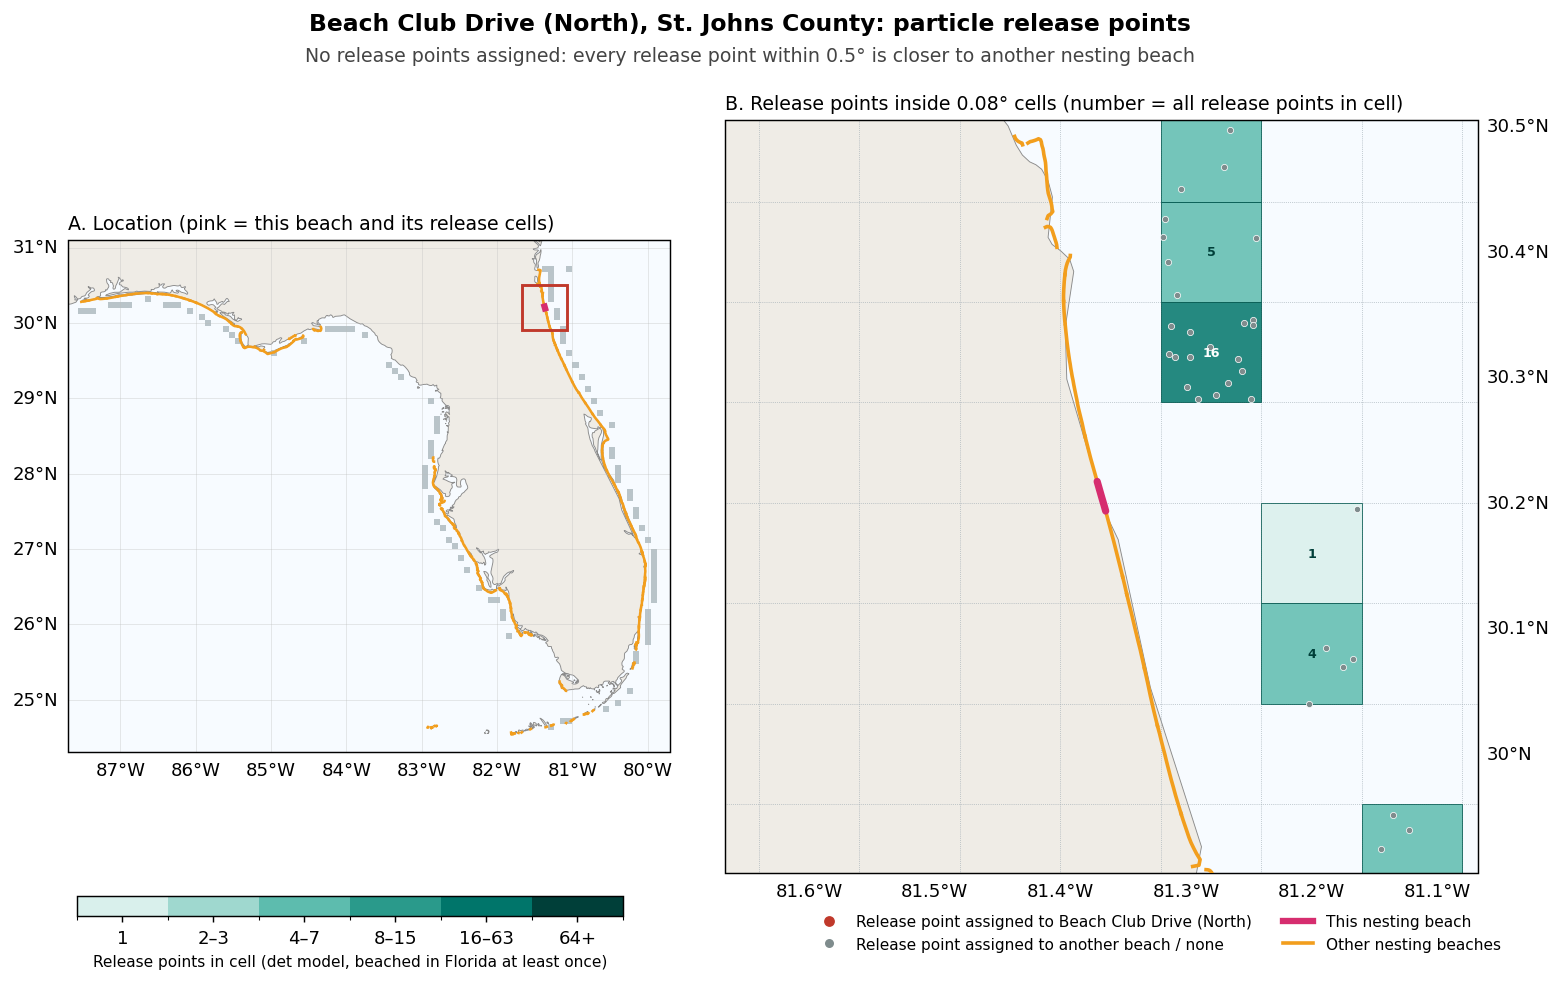 Beach Club Drive (North), St. Johns County: particle release points
No release points assigned: every release point within 0.5° is closer to another nesting beach
A. Location (pink = this beach and its release cells)
31°N
30°N
29°N
28°N
27°N
26°N
25°N
87°W 86°W 85°W 84°W 83°W 82°W 81°W 80°W
B. Release points inside 0.08° cells (number = all release points in cell)
5
16
1
4
30.5°N
30.4°N
30.3°N
30.2°N
30.1°N
30°N
81.6°W 81.5°W 81.4°W 81.3°W 81.2°W 81.1°W
1 2–3 4–7 8–15 16–63 64+
Release points in cell (det model, beached in Florida at least once)
Release point assigned to Beach Club Drive (North)
Release point assigned to another beach / none
This nesting beach
Other nesting beaches